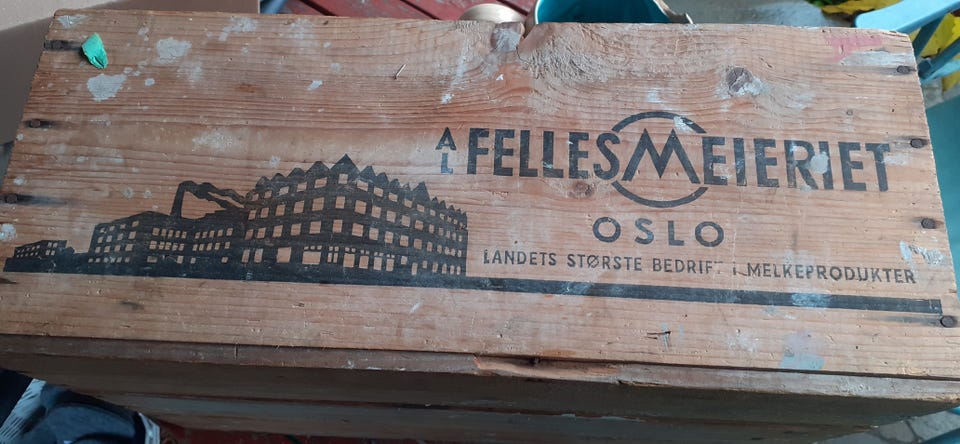 A/L FELLESMEIERIET
OSLO
LANDETS STØRSTE BEDRIFT I MELKEPRODUKTER